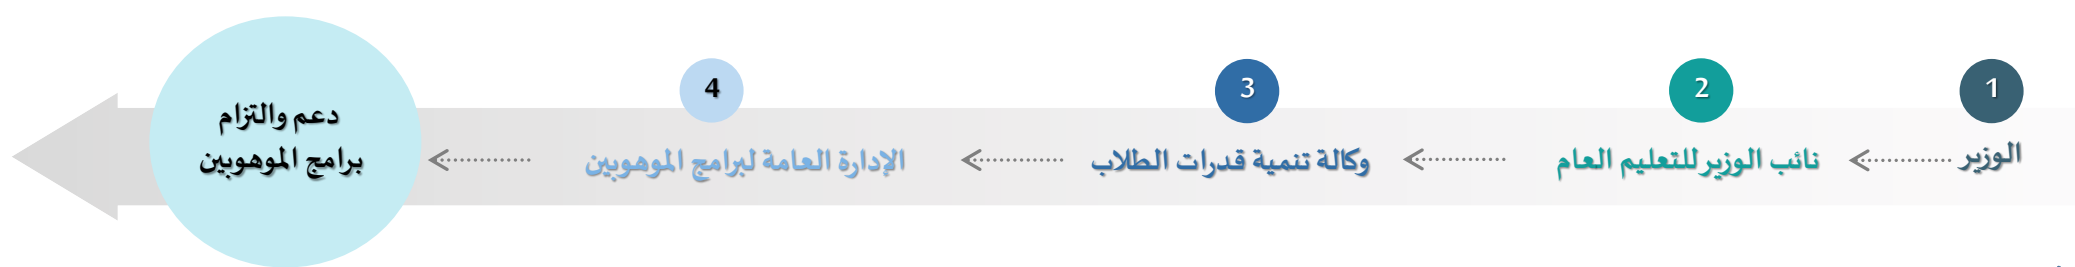 1
الوزير
2
نائب الوزير للتعليم العام
3
وكالة تنمية قدرات الطلاب
4
الإدارة العامة لبرامج الموهوبين
دعم والتزام
برامج الموهوبين